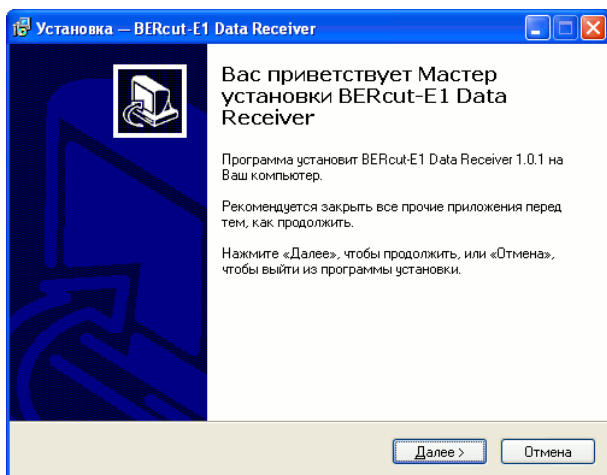 Установка — BERcut-E1 Data Receiver
Вас приветствует Мастер
установки BERcut-E1 Data
Receiver
Программа установит BERcut-E1 Data Receiver 1.0.1 на
Ваш компьютер.
Рекомендуется закрыть все прочие приложения перед
тем, как продолжить.
Нажмите «Далее», чтобы продолжить, или «Отмена»,
чтобы выйти из программы установки.
Далее >
Отмена